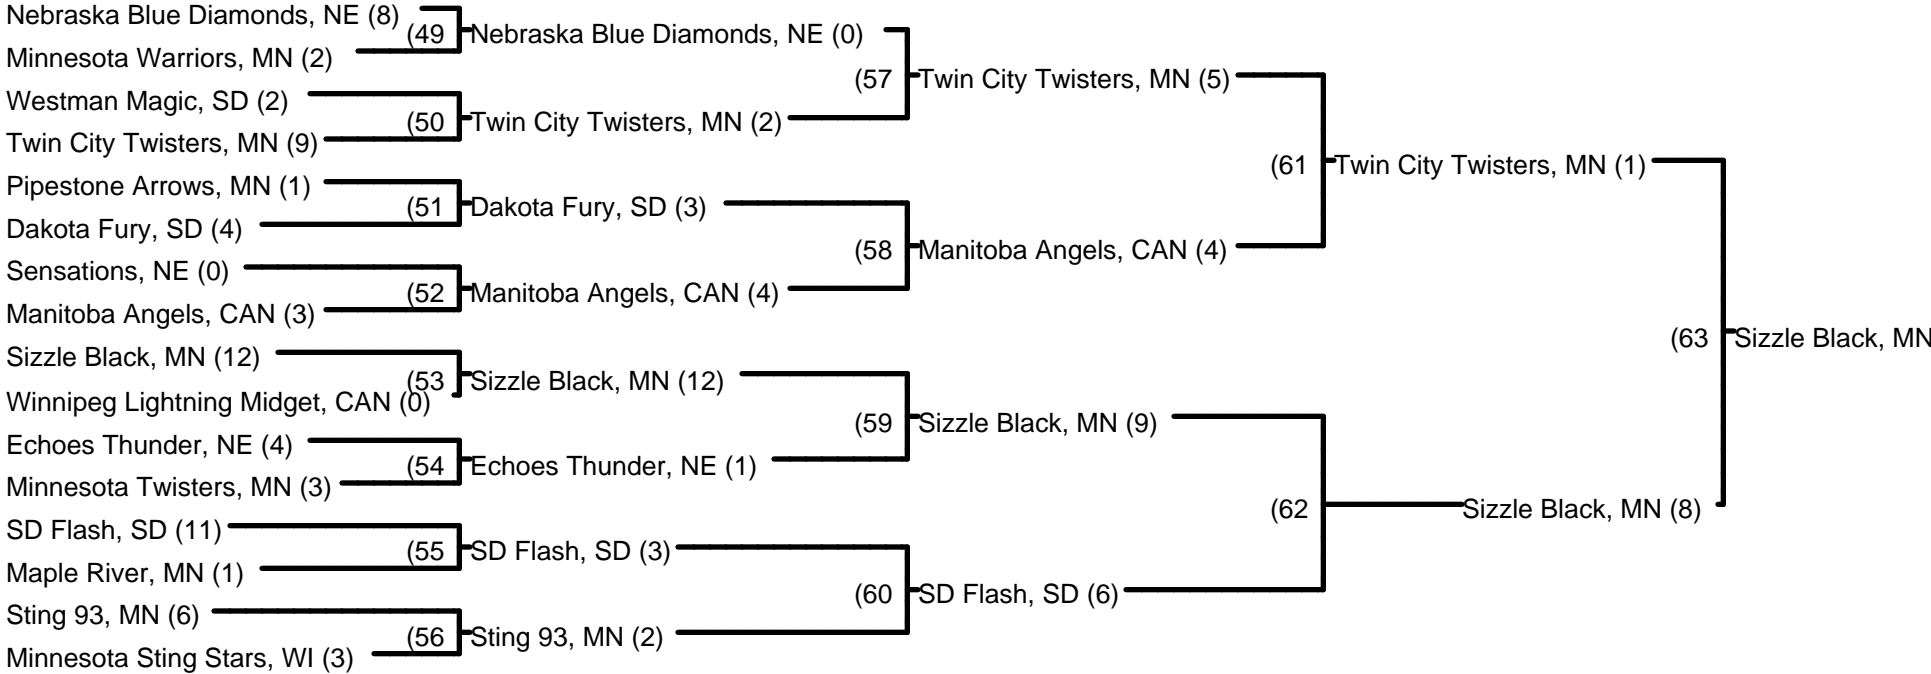 Nebraska Blue Diamonds, NE (8)
(49
Nebraska Blue Diamonds, NE (0)
Minnesota Warriors, MN (2)
(57
Twin City Twisters, MN (5)
Westman Magic, SD (2)
(50
Twin City Twisters, MN (2)
Twin City Twisters, MN (9)
(61
Twin City Twisters, MN (1)
Pipestone Arrows, MN (1)
(51
Dakota Fury, SD (3)
Dakota Fury, SD (4)
(58
Manitoba Angels, CAN (4)
Sensations, NE (0)
(52
Manitoba Angels, CAN (4)
Manitoba Angels, CAN (3)
(63
Sizzle Black, MN
Sizzle Black, MN (12)
(53
Sizzle Black, MN (12)
Winnipeg Lightning Midget, CAN (0)
(59
Sizzle Black, MN (9)
Echoes Thunder, NE (4)
(54
Echoes Thunder, NE (1)
Minnesota Twisters, MN (3)
(62
Sizzle Black, MN (8)
SD Flash, SD (11)
(55
SD Flash, SD (3)
Maple River, MN (1)
(60
SD Flash, SD (6)
Sting 93, MN (6)
(56
Sting 93, MN (2)
Minnesota Sting Stars, WI (3)